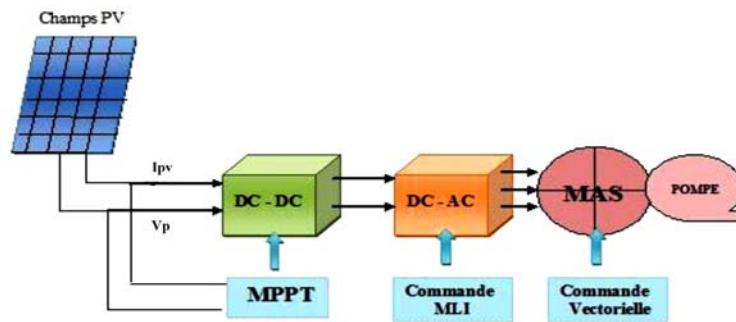 Champs PV
Ipv
Vp
DC - DC
DC - AC
MAS
POMPE
MPPT
Commande
MLI
Commande
Vectorielle